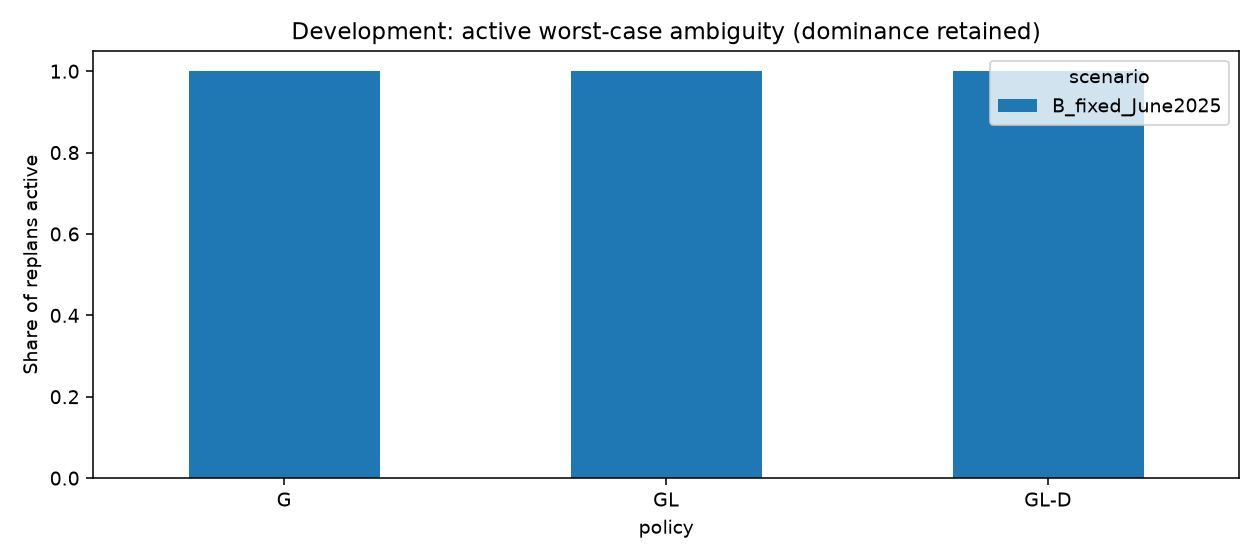 Development: active worst-case ambiguity (dominance retained)
scenario
B_fixed_June2025
Share of replans active
1.0
0.8
0.6
0.4
0.2
0.0
G
GL
GL-D
policy